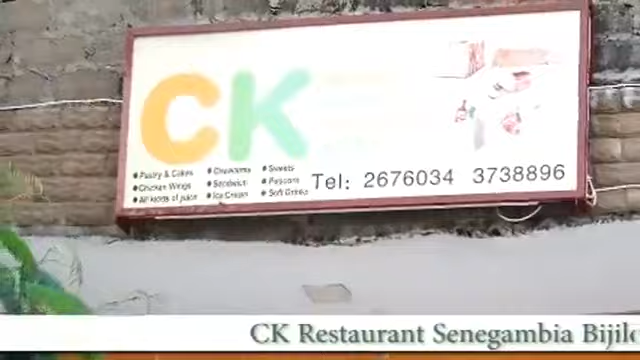 CK
Pastry & Cakes
Chicken Wings
All kinds of juice
Chawarma
Sandwich
Ice Cream
Sweets
Popcorns
Soft Drinks
Tel: 2676034 3738896
CK Restaurant Senegambia Bijilo